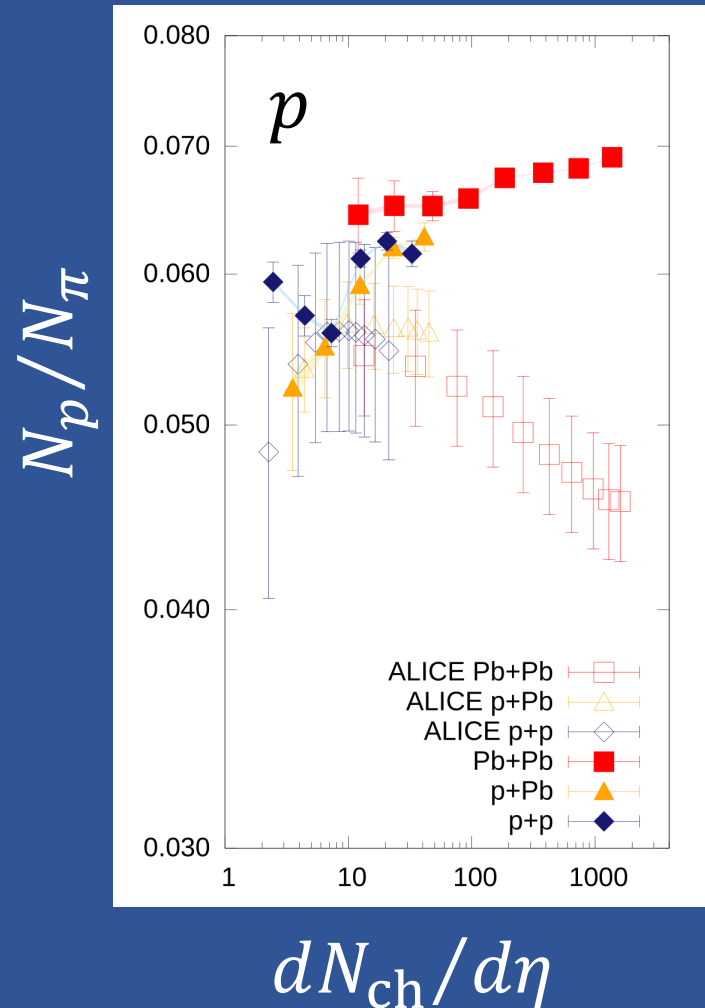 0.080
p
0.070
0.060
0.050
0.040
0.030
N_p/N_π
ALICE Pb+Pb
ALICE p+Pb
ALICE p+p
Pb+Pb
p+Pb
p+p
1 10 100 1000
dN_ch/dη